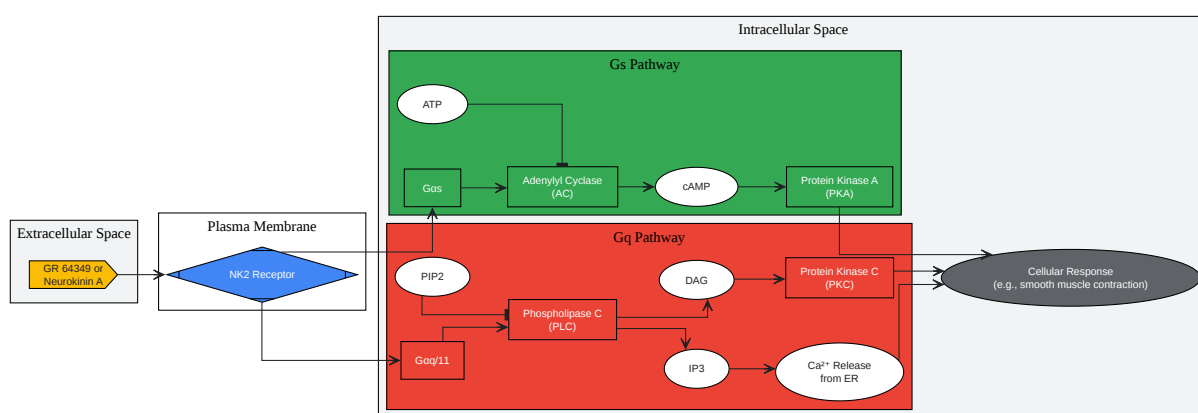 Intracellular Space
Gs Pathway
ATP
Gαs
Adenylyl Cyclase
(AC)
cAMP
Protein Kinase A
(PKA)
Extracellular Space
GR 64349 or
Neurokinin A
Plasma Membrane
NK2 Receptor
Gq Pathway
PIP2
Gαq/11
Phospholipase C
(PLC)
DAG
IP3
Protein Kinase C
(PKC)
Ca²⁺ Release
from ER
Cellular Response
(e.g., smooth muscle contraction)